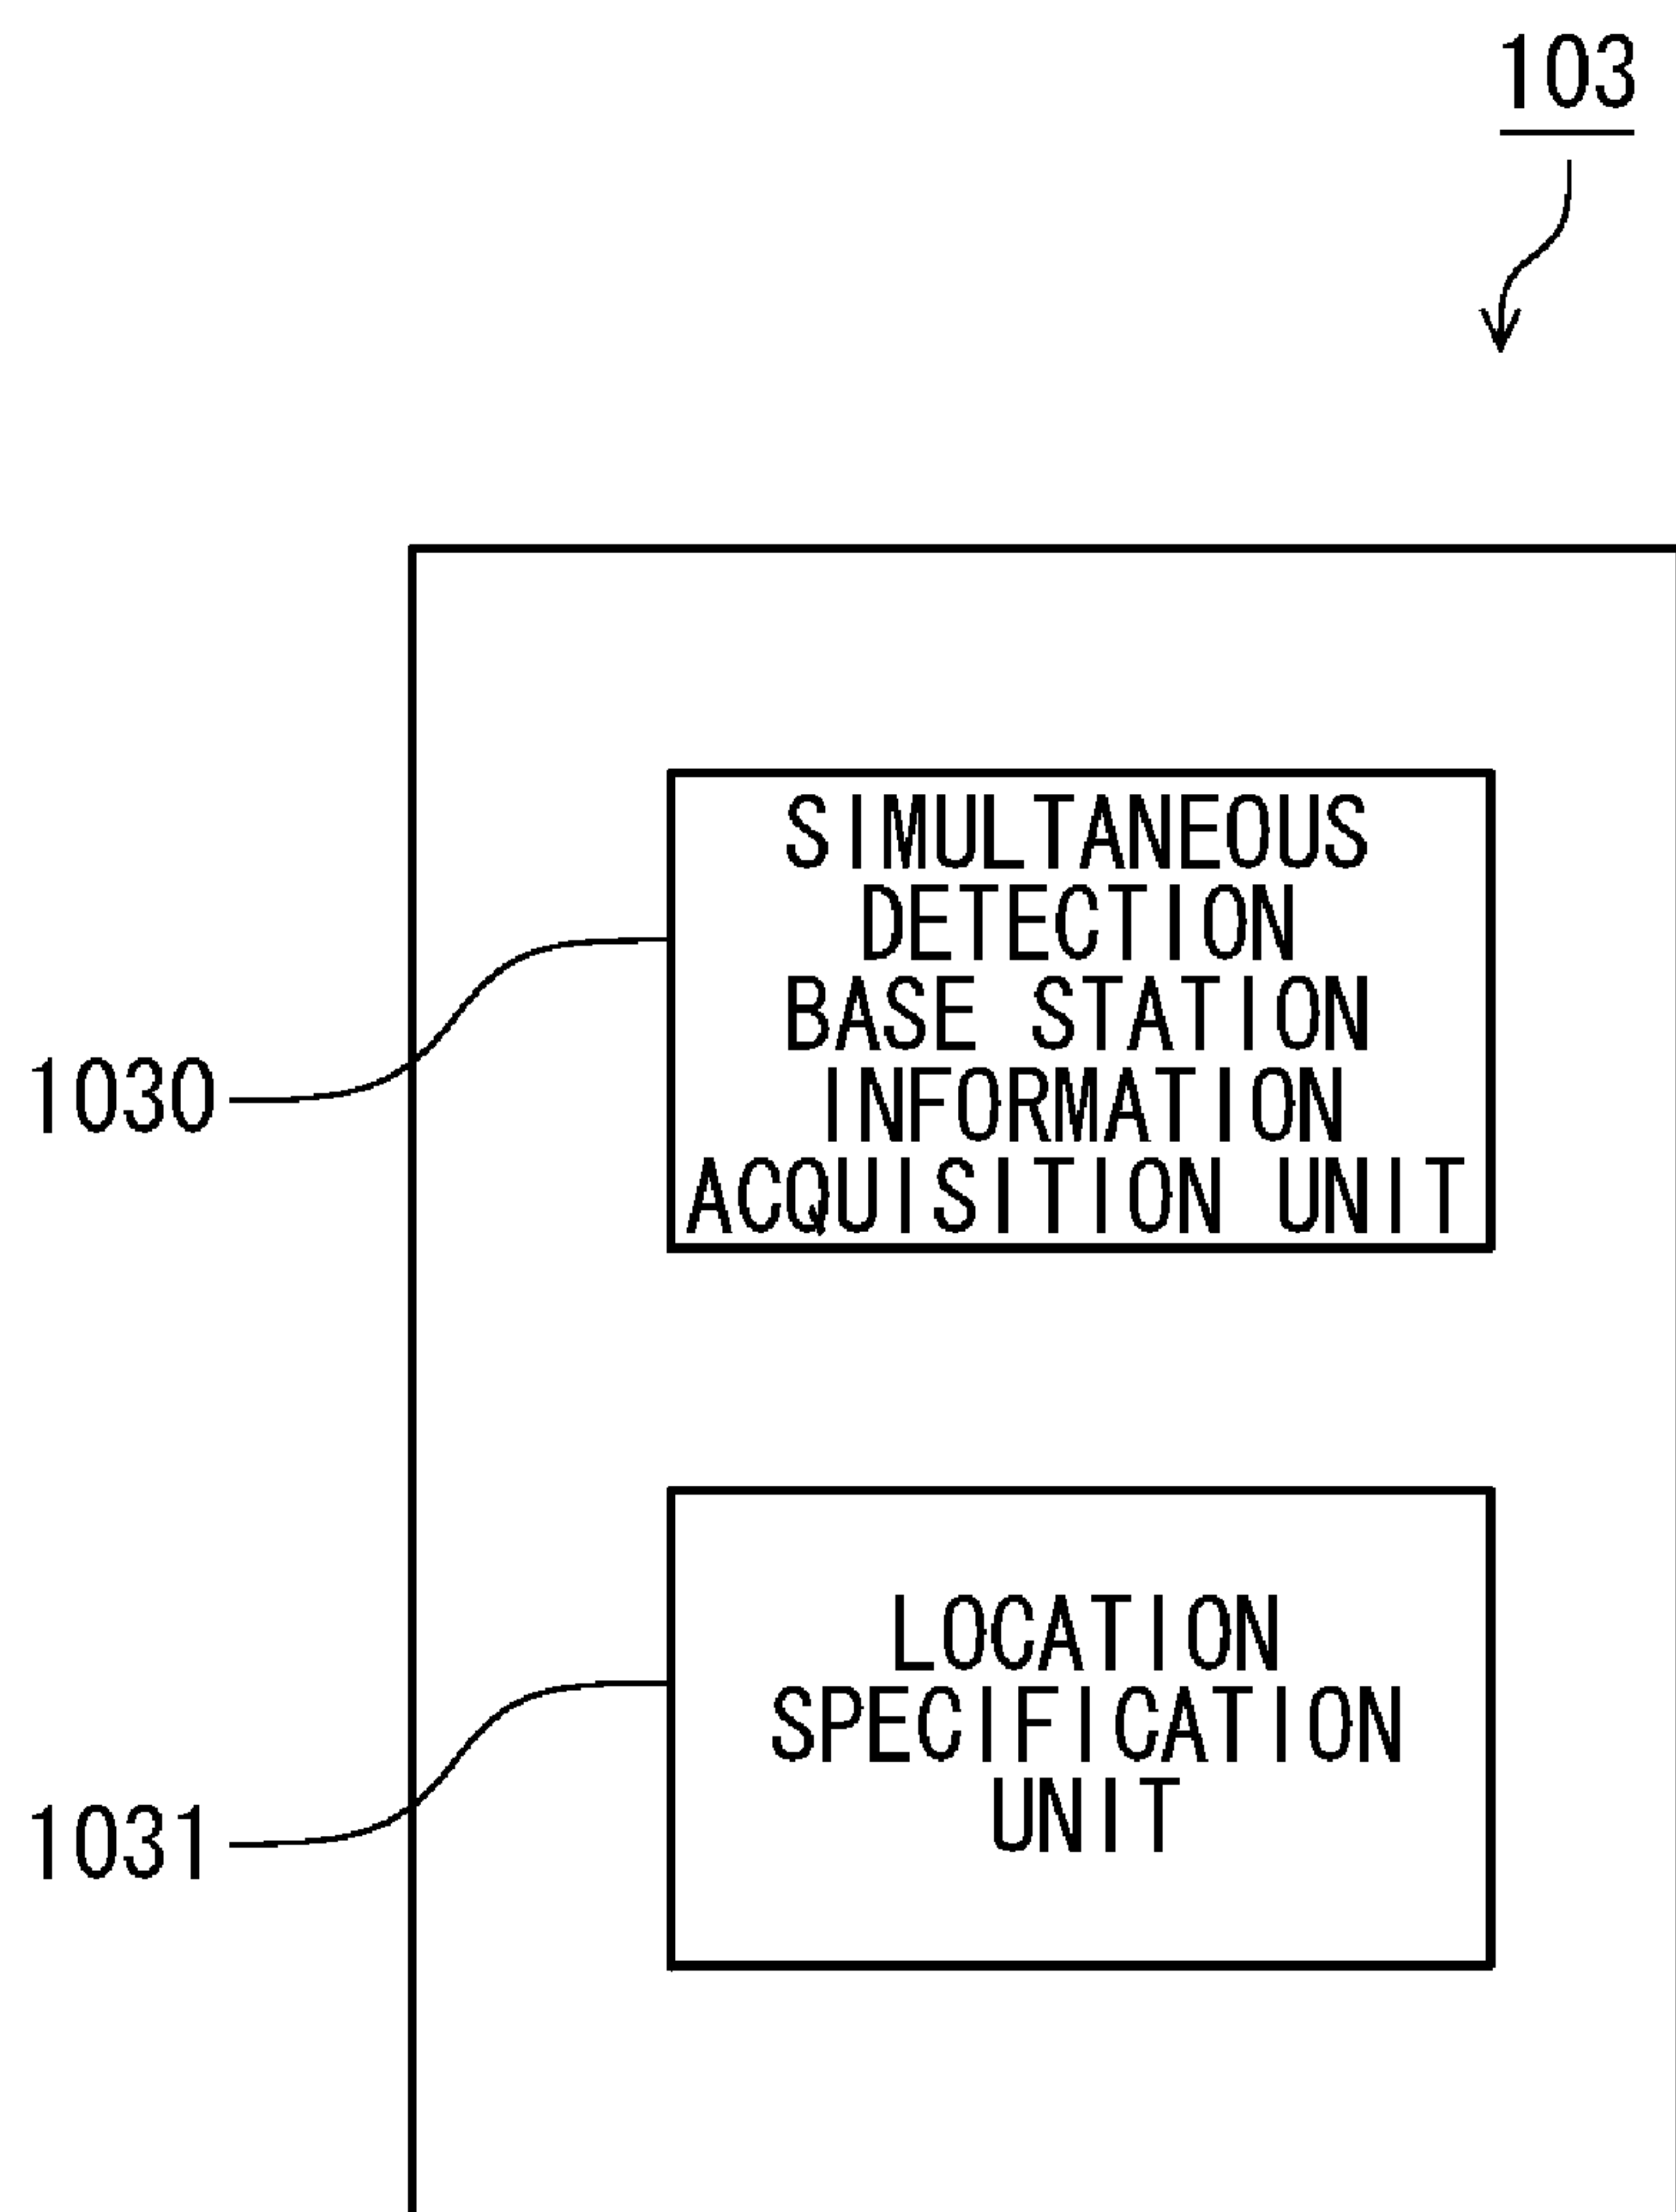 103
SIMULTANEOUS
DETECTION
BASE STATION
INFORMATION
ACQUISITION UNIT
1030
LOCATION
SPECIFICATION
UNIT
1031